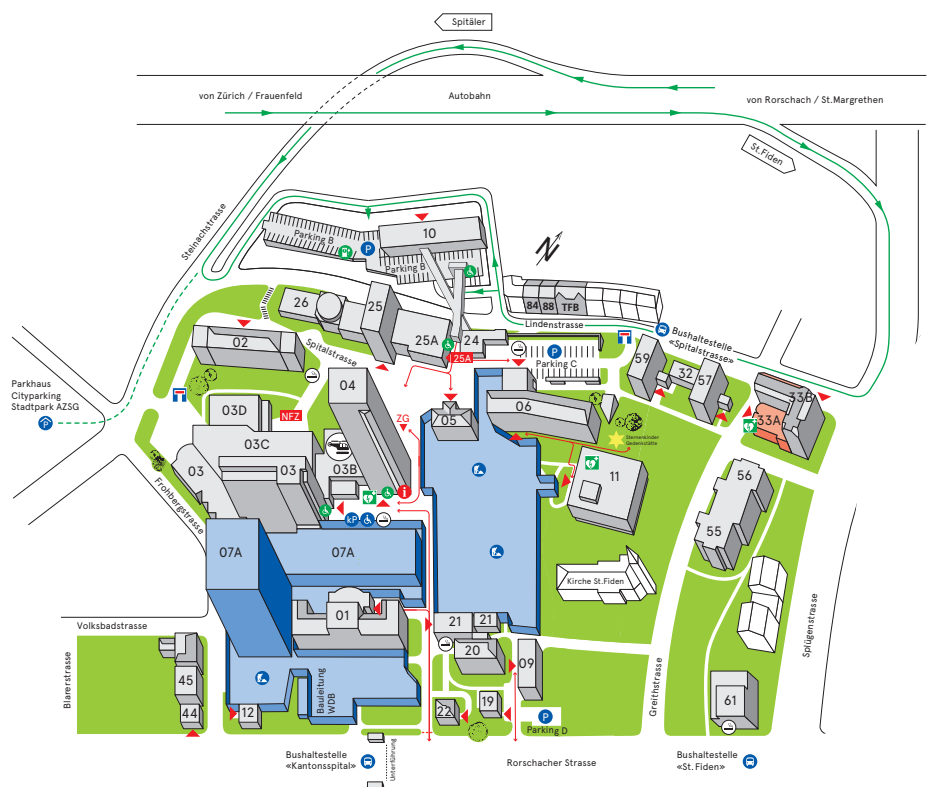 Spitäler
von Zürich / Frauenfeld
Autobahn
von Rorschach / St.Margrethen
St.Fiden
Steinachstrasse
Parking B
P
10
Parking B
N
26
25
25A
24
25A
84
88
TFB
Lindenstrasse
Bushaltestelle
«Spitalstrasse»
P
Parking C
02
Spitalstrasse
59
32
57
33B
33A
Parkhaus
Cityparking
Stadtpark AZSG
P
04
03D
NFZ
ZG
05
06
Sternenkinder
Gedenkstätte
03C
03
03
03B
i
11
56
55
Frohbergstrasse
kP
07A
07A
Kirche St.Fiden
01
Volksbadstrasse
21
21
20
09
Blarerstrasse
45
44
12
Bauleitung
WDB
22
19
P
Parking D
61
Greithstrasse
Splügenstrasse
Bushaltestelle
«Kantonsspital»
Unterführung
Rorschacher Strasse
Bushaltestelle
«St.Fiden»